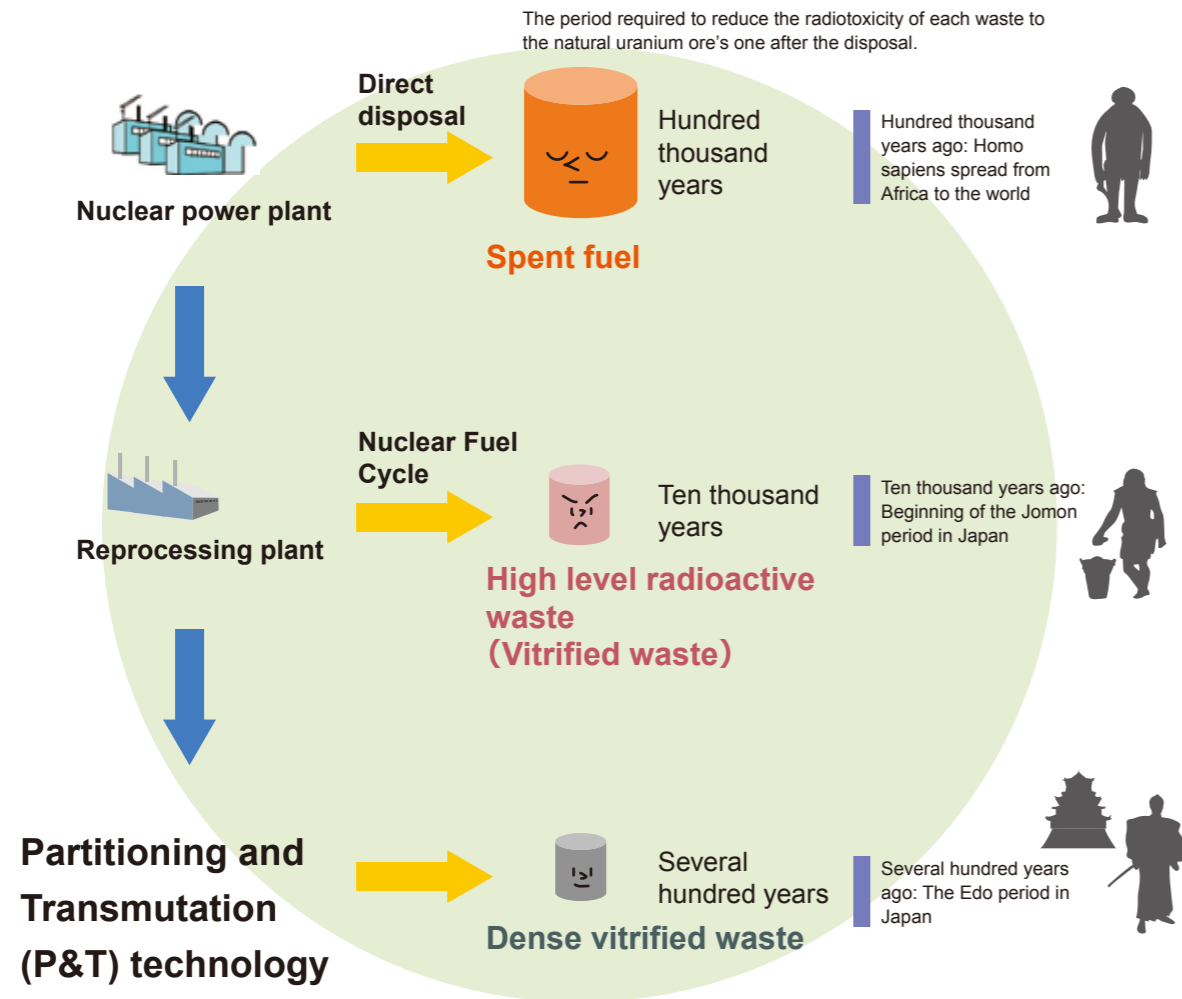 The period required to reduce the radiotoxicity of each waste to
the natural uranium ore's one after the disposal.
Direct
disposal
Nuclear power plant
Hundred
thousand
years
Hundred thousand
years ago: Homo
sapiens spread from
Africa to the world
Spent fuel
Nuclear Fuel
Cycle
Reprocessing plant
Ten thousand
years
Ten thousand years ago:
Beginning of the Jomon
period in Japan
High level radioactive
waste
（Vitrified waste）
Partitioning and
Transmutation
(P&T) technology
Several
hundred years
Several hundred years
ago: The Edo period in
Japan
Dense vitrified waste